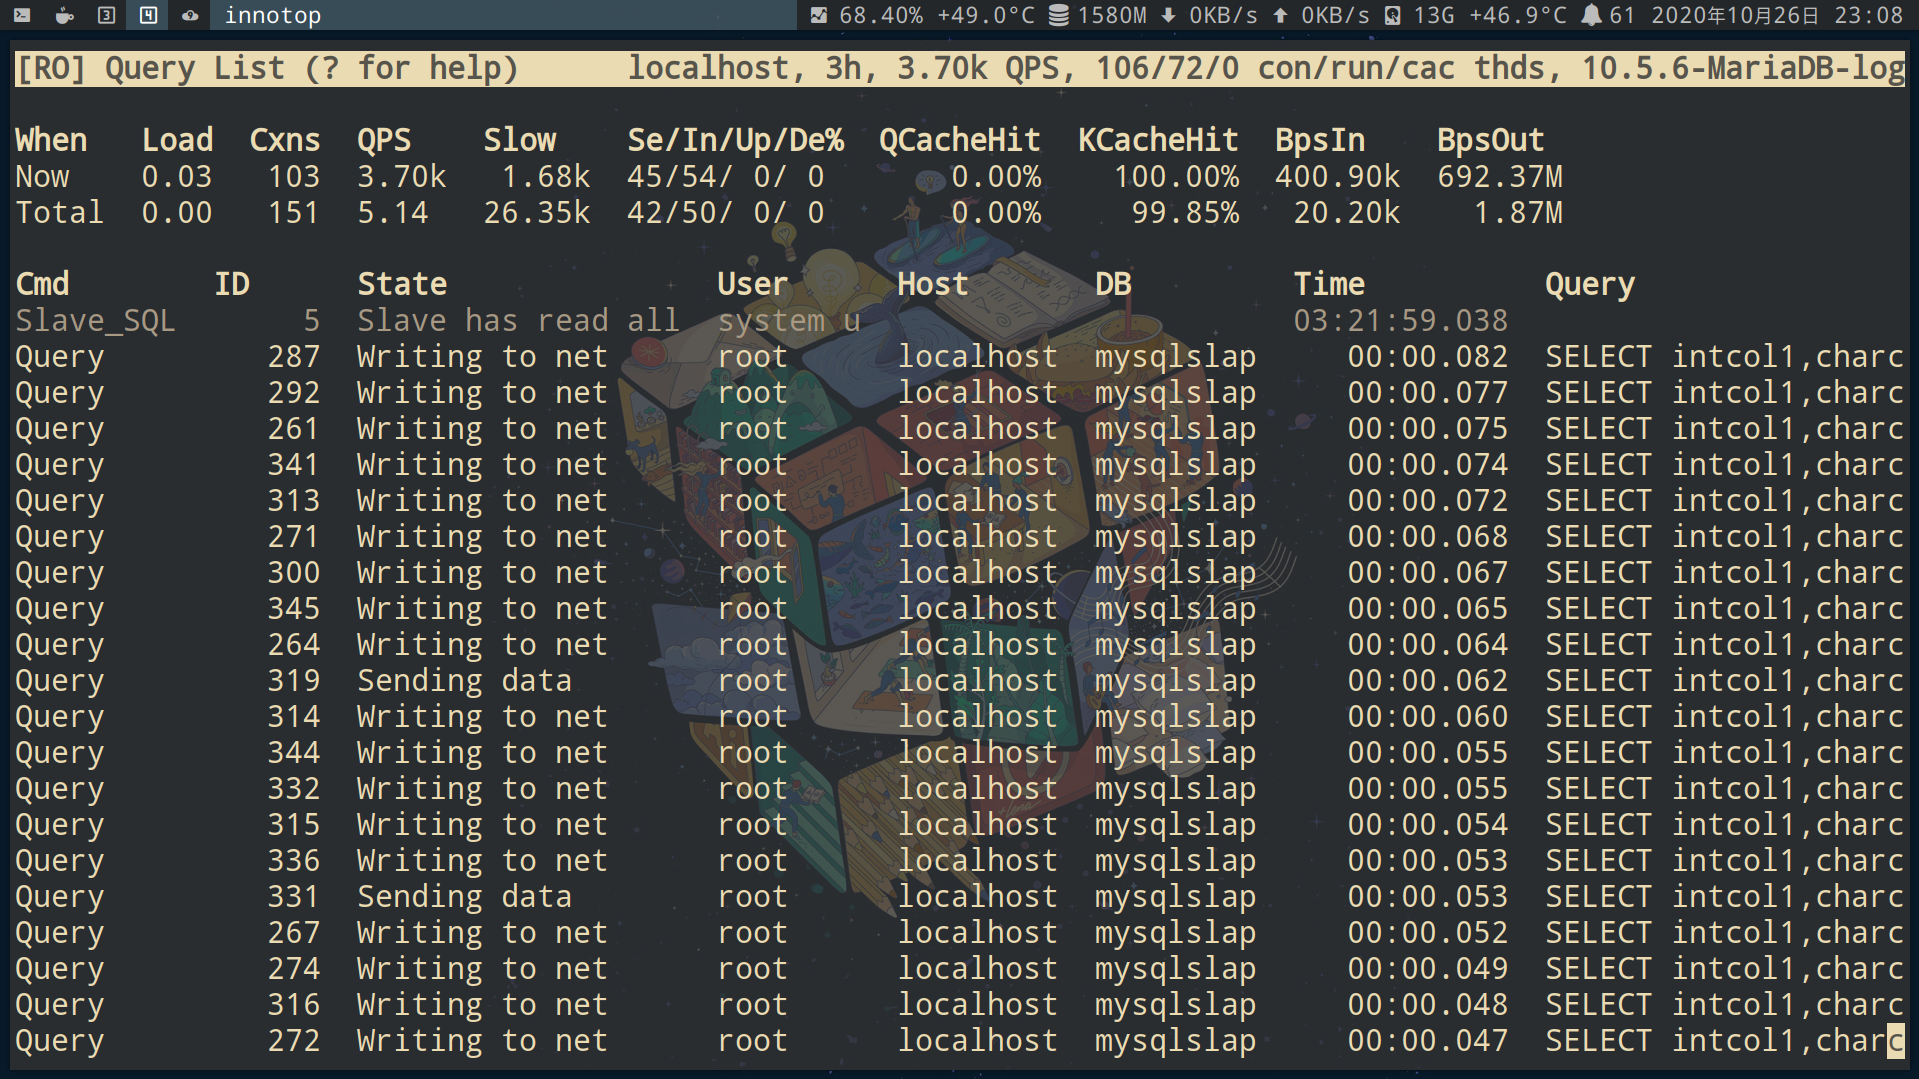 3 4 innotop 68.40% +49.0°C 1580M 0KB/s 0KB/s 13G +46.9°C 61 2020年10月26日 23:08
[RO] Query List (? for help) localhost, 3h, 3.70k QPS, 106/72/0 con/run/cac thds, 10.5.6-MariaDB-log
When Load Cxns QPS Slow Se/In/Up/De% QCacheHit KCacheHit BpsIn BpsOut
Now 0.03 103 3.70k 1.68k 45/54/ 0/ 0 0.00% 100.00% 400.90k 692.37M
Total 0.00 151 5.14 26.35k 42/50/ 0/ 0 0.00% 99.85% 20.20k 1.87M
Cmd ID State User Host DB Time Query
Slave_SQL 5 Slave has read all system u 03:21:59.038
Query 287 Writing to net root localhost mysqlslap 00:00.082 SELECT intcol1,charc
Query 292 Writing to net root localhost mysqlslap 00:00.077 SELECT intcol1,charc
Query 261 Writing to net root localhost mysqlslap 00:00.075 SELECT intcol1,charc
Query 341 Writing to net root localhost mysqlslap 00:00.074 SELECT intcol1,charc
Query 313 Writing to net root localhost mysqlslap 00:00.072 SELECT intcol1,charc
Query 271 Writing to net root localhost mysqlslap 00:00.068 SELECT intcol1,charc
Query 300 Writing to net root localhost mysqlslap 00:00.067 SELECT intcol1,charc
Query 345 Writing to net root localhost mysqlslap 00:00.065 SELECT intcol1,charc
Query 264 Writing to net root localhost mysqlslap 00:00.064 SELECT intcol1,charc
Query 319 Sending data root localhost mysqlslap 00:00.062 SELECT intcol1,charc
Query 314 Writing to net root localhost mysqlslap 00:00.060 SELECT intcol1,charc
Query 344 Writing to net root localhost mysqlslap 00:00.055 SELECT intcol1,charc
Query 332 Writing to net root localhost mysqlslap 00:00.055 SELECT intcol1,charc
Query 315 Writing to net root localhost mysqlslap 00:00.054 SELECT intcol1,charc
Query 336 Writing to net root localhost mysqlslap 00:00.053 SELECT intcol1,charc
Query 331 Sending data root localhost mysqlslap 00:00.053 SELECT intcol1,charc
Query 267 Writing to net root localhost mysqlslap 00:00.052 SELECT intcol1,charc
Query 274 Writing to net root localhost mysqlslap 00:00.049 SELECT intcol1,charc
Query 316 Writing to net root localhost mysqlslap 00:00.048 SELECT intcol1,charc
Query 272 Writing to net root localhost mysqlslap 00:00.047 SELECT intcol1,charc